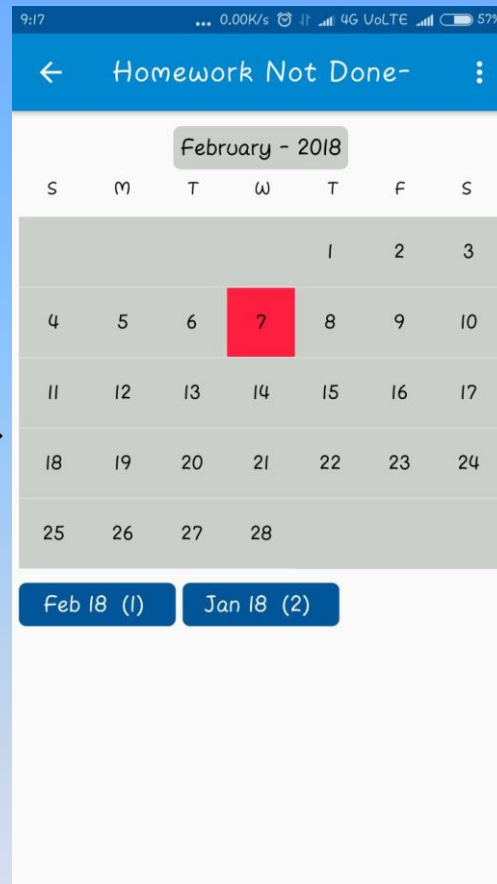 9:17 ... 0.00K/s 4G VoLTE 57%
Homework Not Done-
February - 2018
S M T W T F S
1 2 3
4 5 6 7 8 9 10
11 12 13 14 15 16 17
18 19 20 21 22 23 24
25 26 27 28
Feb 18 (1) Jan 18 (2)